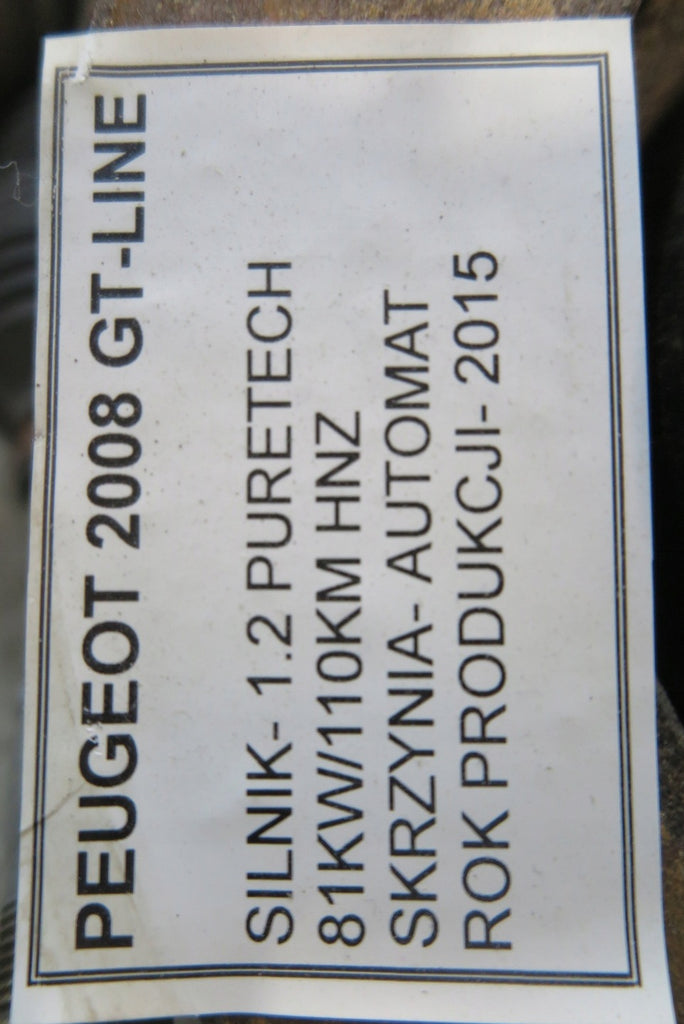 PEUGEOT 2008 GT-LINE
SILNIK- 1.2 PURETECH
81KW/110KM HNZ
SKRZYNIA- AUTOMAT
ROK PRODUKCJI- 2015